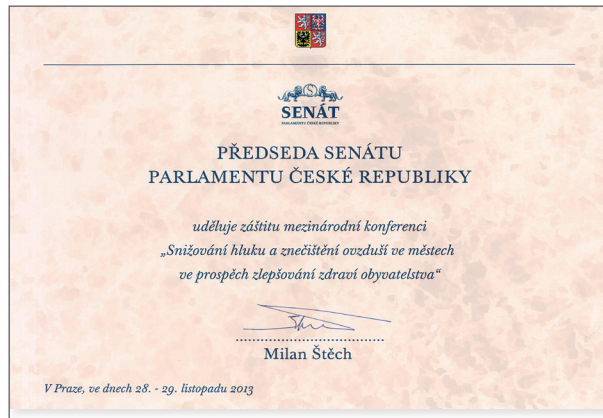 SENÁT
PARLAMENTU ČESKÉ REPUBLIKY
PŘEDSEDA SENÁTU
PARLAMENTU ČESKÉ REPUBLIKY
uděluje záštitu mezinárodní konferenci
„Snižování hluku a znečištění ovzduší ve městech
ve prospěch zlepšování zdraví obyvatelstva“
Milan Štěch
V Praze, ve dnech 28. - 29. listopadu 2013